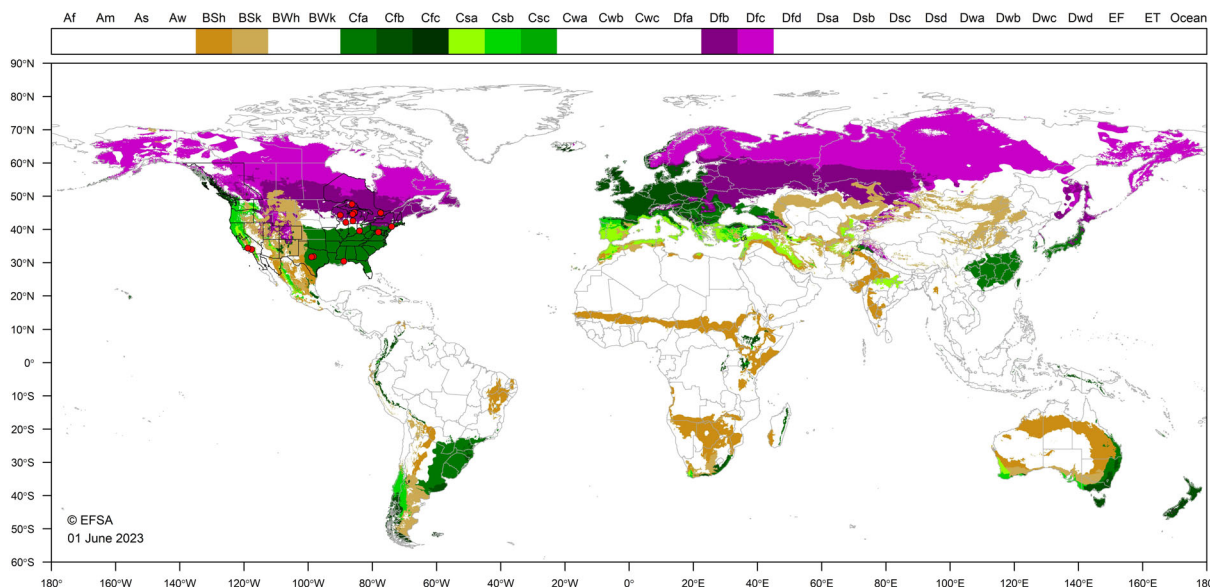 Af Am As Aw BSh BSk BWh BWk Cfa Cfb Cfc Csa Csb Csc Cwa Cwb Cwc Dfa Dfb Dfc Dfd Dsa Dsb Dsc Dsd Dwa Dwb Dwc Dwd EF ET Ocean
90°N
80°N
70°N
60°N
50°N
40°N
30°N
20°N
10°N
0°
10°S
20°S
30°S
40°S
50°S
60°S
© EFSA
01 June 2023
180° 160°W 140°W 120°W 100°W 80°W 60°W 40°W 20°W 0° 20°E 40°E 60°E 80°E 100°E 120°E 140°E 160°E 180°